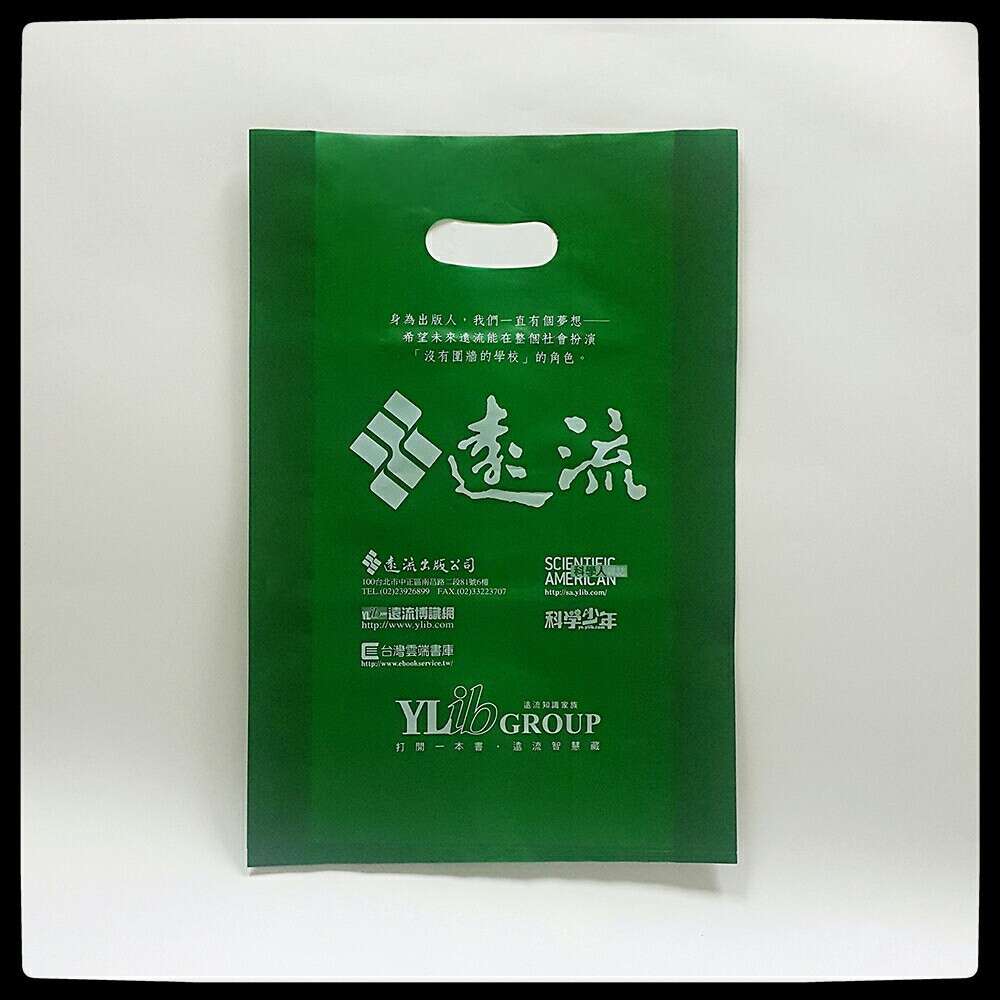 身為出版人，我們一直有個夢想——
希望未來遠流能在整個社會扮演
「沒有圍牆的學校」的角色。
遠流
遠流出版公司
100台北市中正區南昌路二段81號6樓
TEL.(02)23926899 FAX.(02)33223707
YLib 遠流博識網
http://www.ylib.com
台灣雲端書庫
http://www.ebookservice.tw/
SCIENTIFIC
AMERICAN 科學人
http://sa.ylib.com/
科學少年
遠流知識家族
YLib GROUP
打開一本書・遠流智慧藏